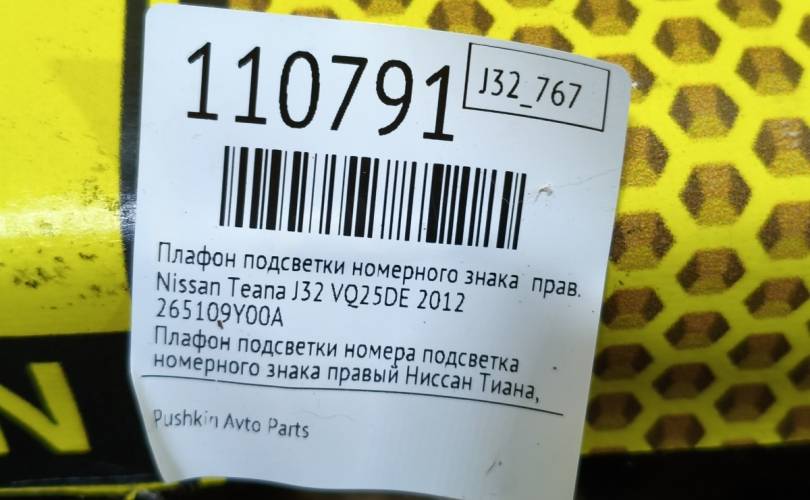 110791
J32_767
Плафон подсветки номерного знака прав.
Nissan Teana J32 VQ25DE 2012
265109Y00A
Плафон подсветки номера подсветка
номерного знака правый Ниссан Тиана,
Pushkin Avto Parts
N